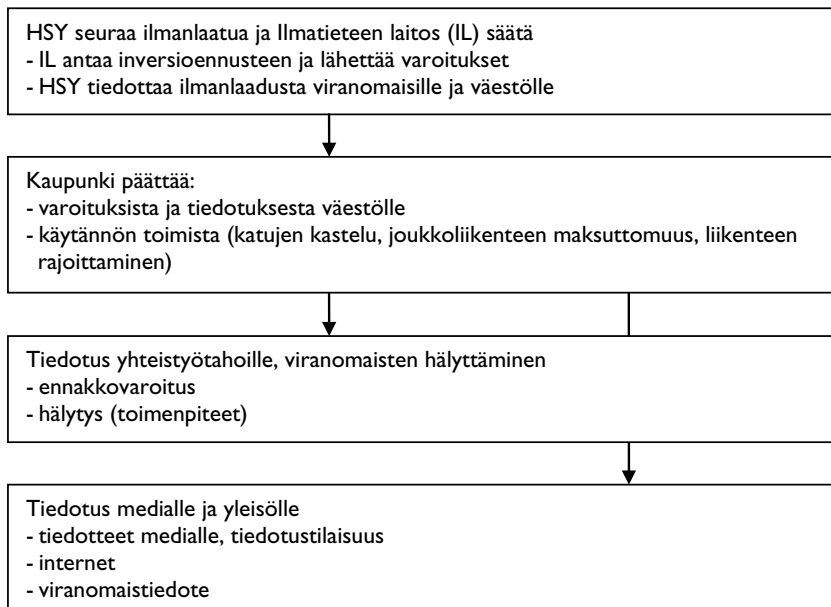 HSY seuraa ilmanlaatua ja Ilmatieteen laitos (IL) säätä
- IL antaa inversioennusteen ja lähettää varoitukset
- HSY tiedottaa ilmanlaadusta viranomaisille ja väestölle
Kaupunki päättää:
- varoituksista ja tiedotuksesta väestölle
- käytännön toimista (katujen kastelu, joukkoliikenteen maksuttomuus, liikenteen
rajoittaminen)
Tiedotus yhteistyötahoille, viranomaisten hälyttäminen
- ennakkovaroitus
- hälytys (toimenpiteet)
Tiedotus medialle ja yleisölle
- tiedotteet medialle, tiedotustilaisuus
- internet
- viranomaistiedote